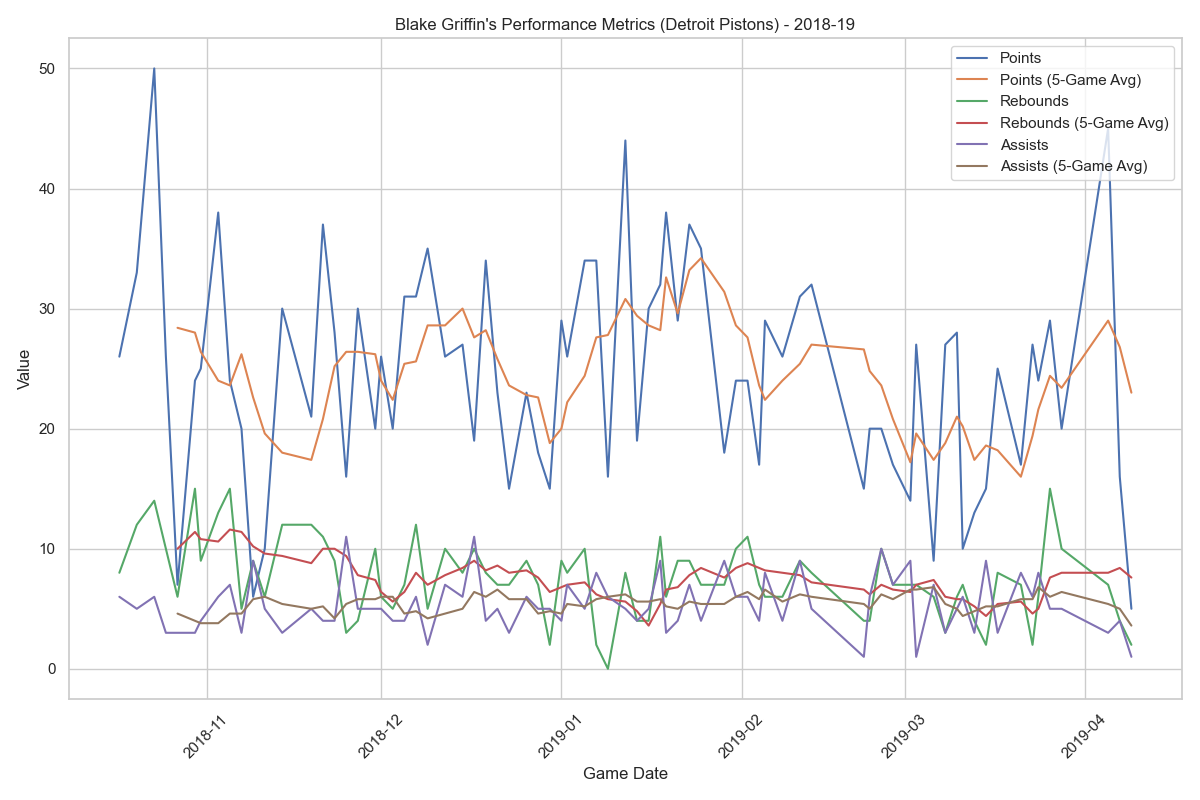 Blake Griffin's Performance Metrics (Detroit Pistons) - 2018-19
Points
Points (5-Game Avg)
Rebounds
Rebounds (5-Game Avg)
Assists
Assists (5-Game Avg)
50
40
30
20
10
0
Value
2018-11
2018-12
2019-01
2019-02
2019-03
2019-04
Game Date